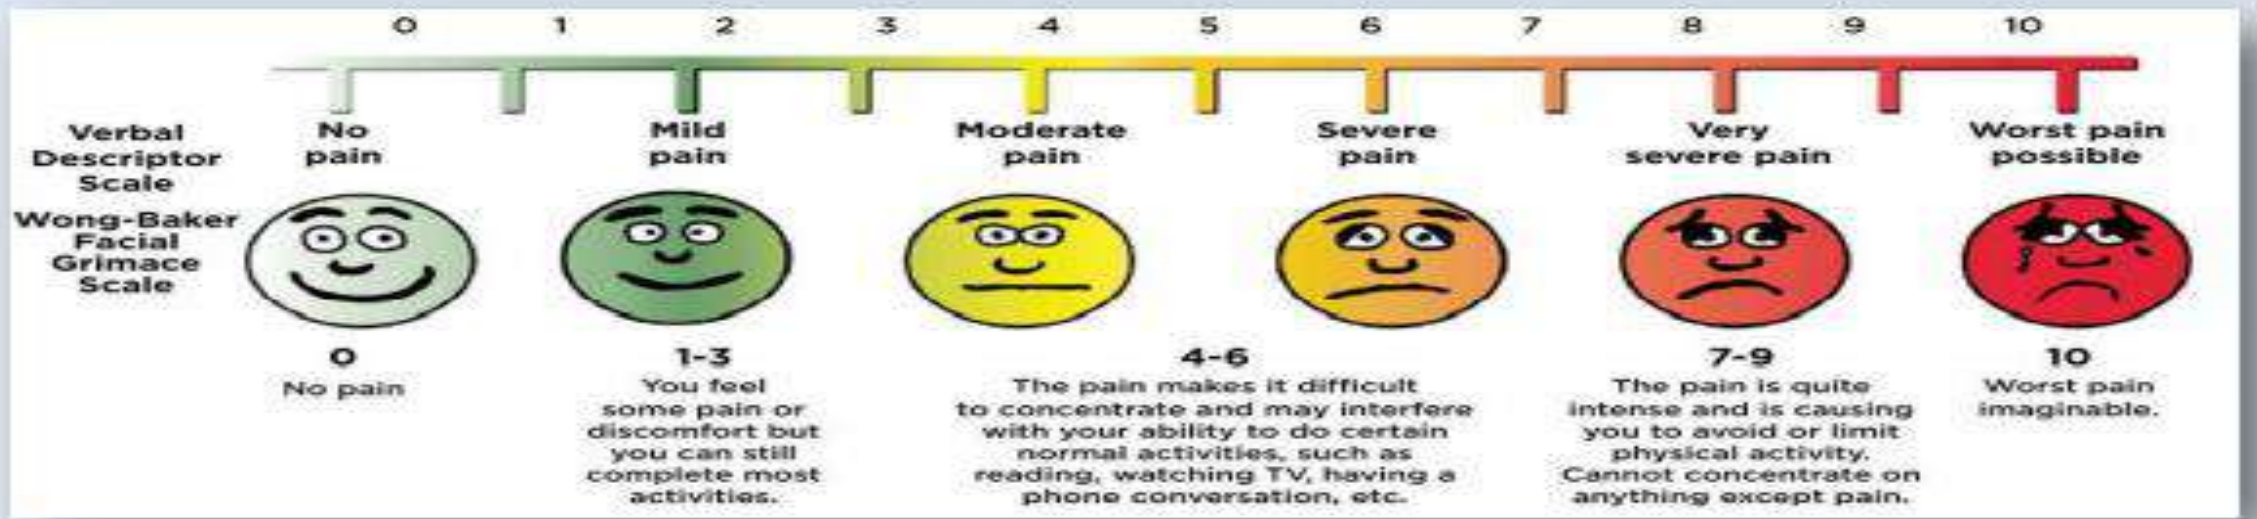 0 1 2 3 4 5 6 7 8 9 10
Verbal
Descriptor
Scale
No
pain
Mild
pain
Moderate
pain
Severe
pain
Very
severe pain
Worst pain
possible
Wong-Baker
Facial
Grimace
Scale
0
No pain
1-3
You feel
some pain or
discomfort but
you can still
complete most
activities.
4-6
The pain makes it difficult
to concentrate and may interfere
with your ability to do certain
normal activities, such as
reading, watching TV, having a
phone conversation, etc.
7-9
The pain is quite
intense and is causing
you to avoid or limit
physical activity.
Cannot concentrate on
anything except pain.
10
Worst pain
imaginable.